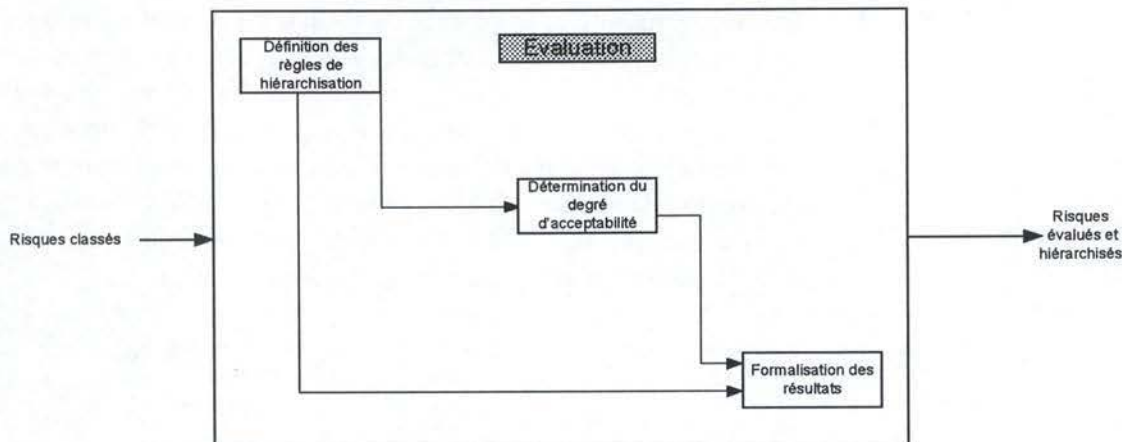 Définition des
règles de
hiérarchisation
Evaluation
Détermination du
degré
d'acceptabilité
Risques classés
Risques
évalués et
hiérarchisés
Formalisation des
résultats